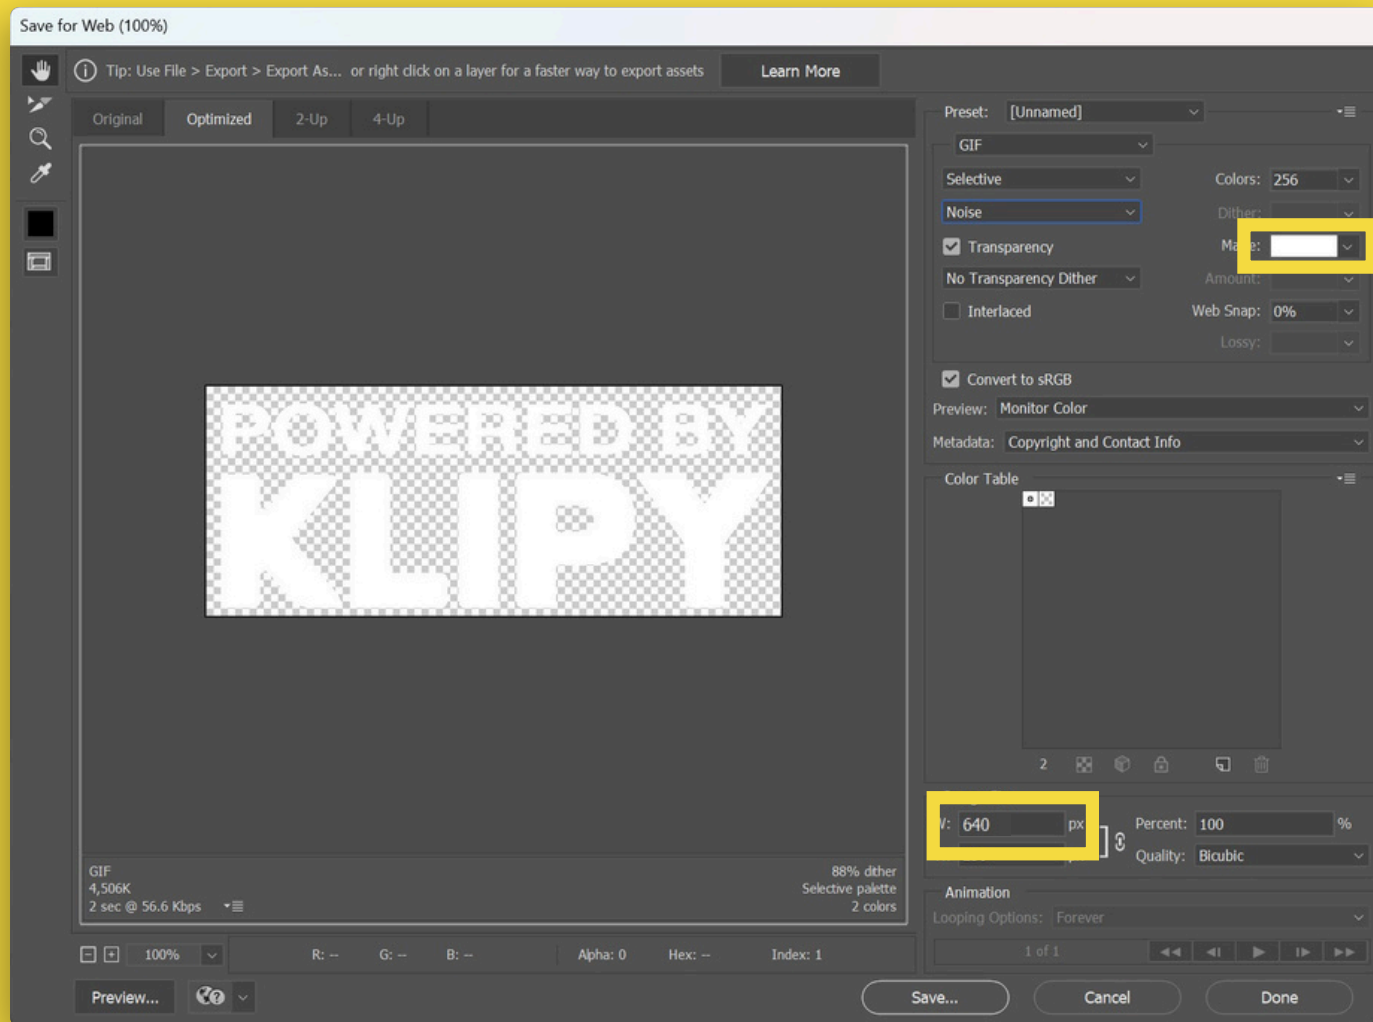 Save for Web (100%)
Tip: Use File > Export > Export As... or right click on a layer for a faster way to export assets
Learn More
Original Optimized 2-Up 4-Up
Preset: [Unnamed]
GIF
Selective Colors: 256
Noise Dither:
Transparency
No Transparency Dither Amount:
Interlaced Web Snap: 0%
Lossy:
Convert to sRGB
Preview: Monitor Color
Metadata: Copyright and Contact Info
Color Table
POWERED BY
KLIPY
2
W: 640 px Percent: 100 %
Quality: Bicubic
GIF 88% dither
4,506K Selective palette
2 sec @ 56.6 Kbps 2 colors
Animation
Looping Options: Forever
1 of 1
100% R: -- G: -- B: -- Alpha: 0 Hex: -- Index: 1
Preview... Save... Cancel Done